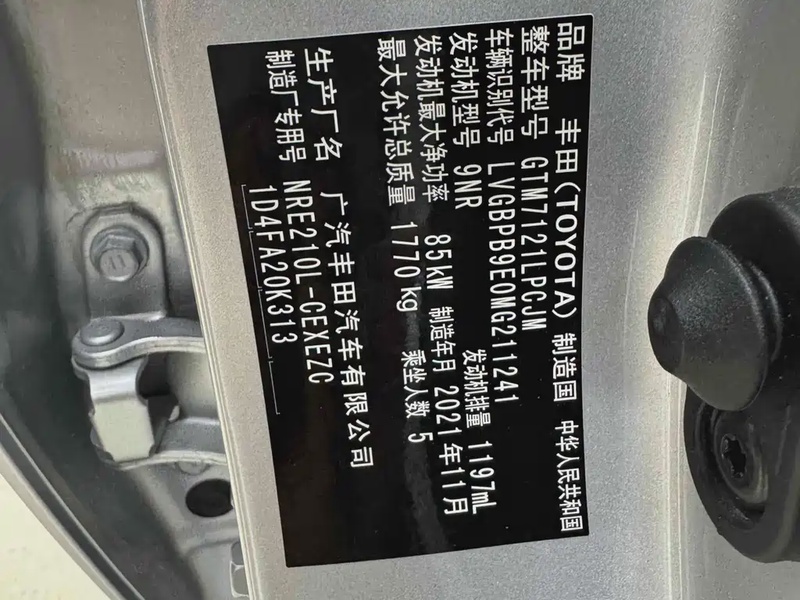 品牌 丰田(TOYOTA) 制造国 中华人民共和国
整车型号 GTM7121LPCJM
车辆识别代号 LVGBPB9E0MG211241
发动机型号 9NR 发动机排量 1197mL
发动机最大净功率 85kW 制造年月 2021年11月
最大允许总质量 1770kg 乘坐人数 5
生产厂名 广汽丰田汽车有限公司
制造厂专用号 NRE210L-CEXEZC
1D4FA20K313